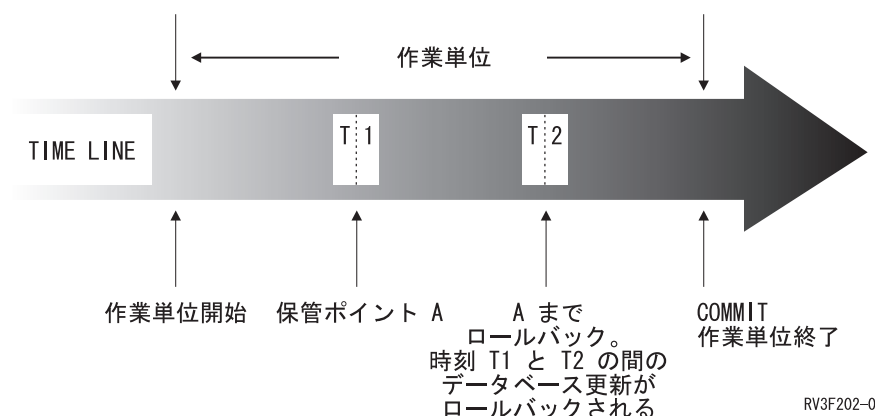 作業単位
TIME LINE
T 1
T 2
作業単位開始
保管ポイント A
A まで
ロールバック。
時刻 T1 と T2 の間の
データベース更新が
ロールバックされる
COMMIT
作業単位終了
RV3F202-0